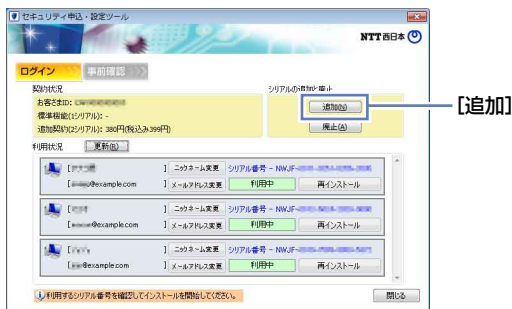 セキュリティ申込・設定ツール
NTT西日本
ログイン 事前確認
契約状況
お客さまID:
標準機能(1シリアル): -
追加契約(2シリアル): 380円(税込み399円)
シリアルの追加と廃止
追加(N)
廃止(A)
[追加]
利用状況 更新(R)
[ ] ニックネーム変更 シリアル番号 - NWJF-
[ @example.com ] メールアドレス変更 利用中 再インストール
[ ] ニックネーム変更 シリアル番号 - NWJF-
[ @example.com ] メールアドレス変更 利用中 再インストール
[ ] ニックネーム変更 シリアル番号 - NWJF-
[ @example.com ] メールアドレス変更 利用中 再インストール
利用するシリアル番号を確認してインストールを開始してください。
閉じる